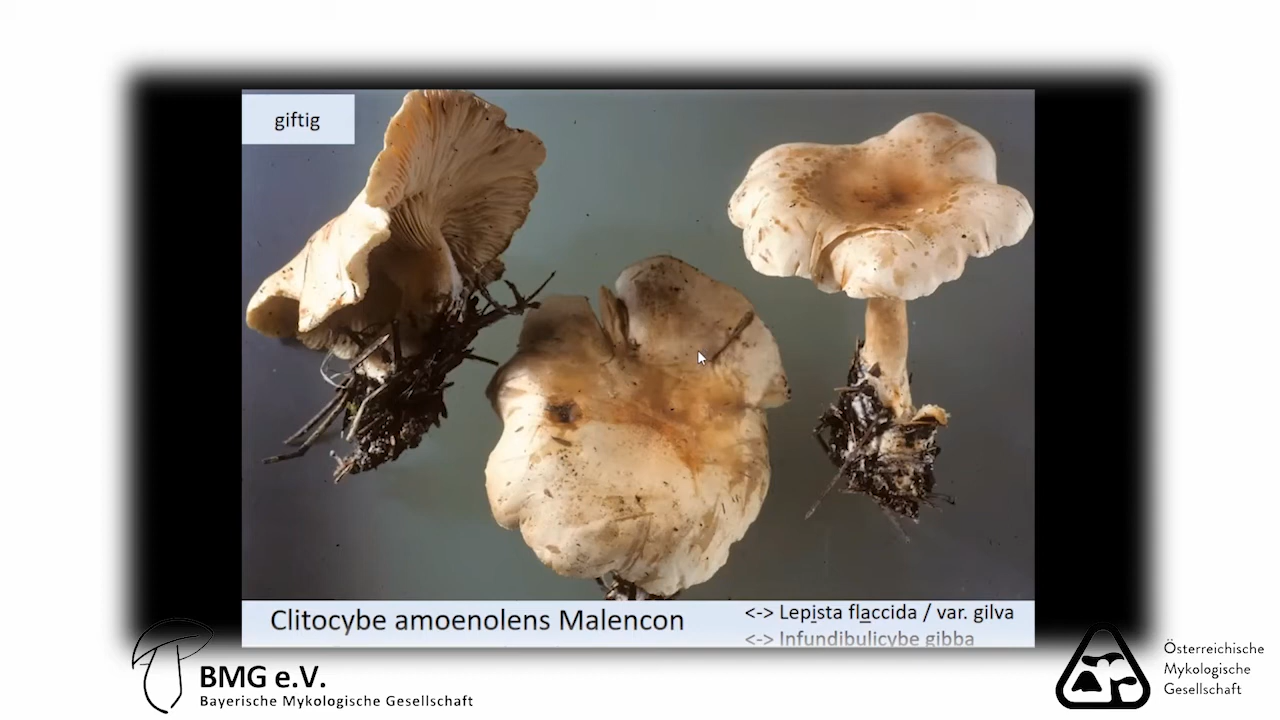 giftig
Clitocybe amoenolens Malencon
<-> Lepista flaccida / var. gilva
<-> Infundibulicybe gibba
BMG e.V.
Bayerische Mykologische Gesellschaft
Österreichische
Mykologische
Gesellschaft